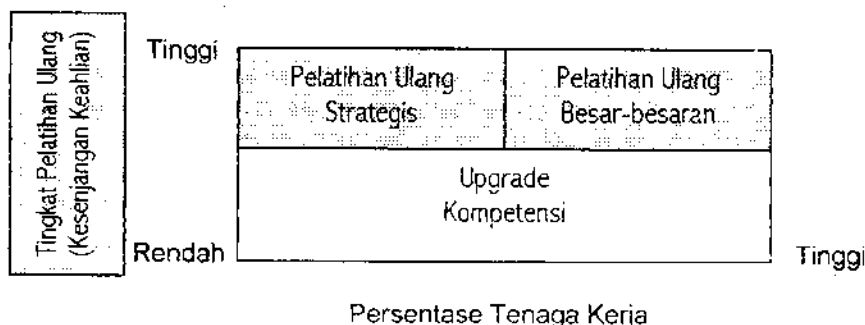 Tingkat Pelatihan Ulang
(Kesenjangan Keahlian)
Tinggi
Pelatihan Ulang
Strategis
Pelatihan Ulang
Besar-besaran
Upgrade
Kompetensi
Rendah
Tinggi
Persentase Tenaga Kerja